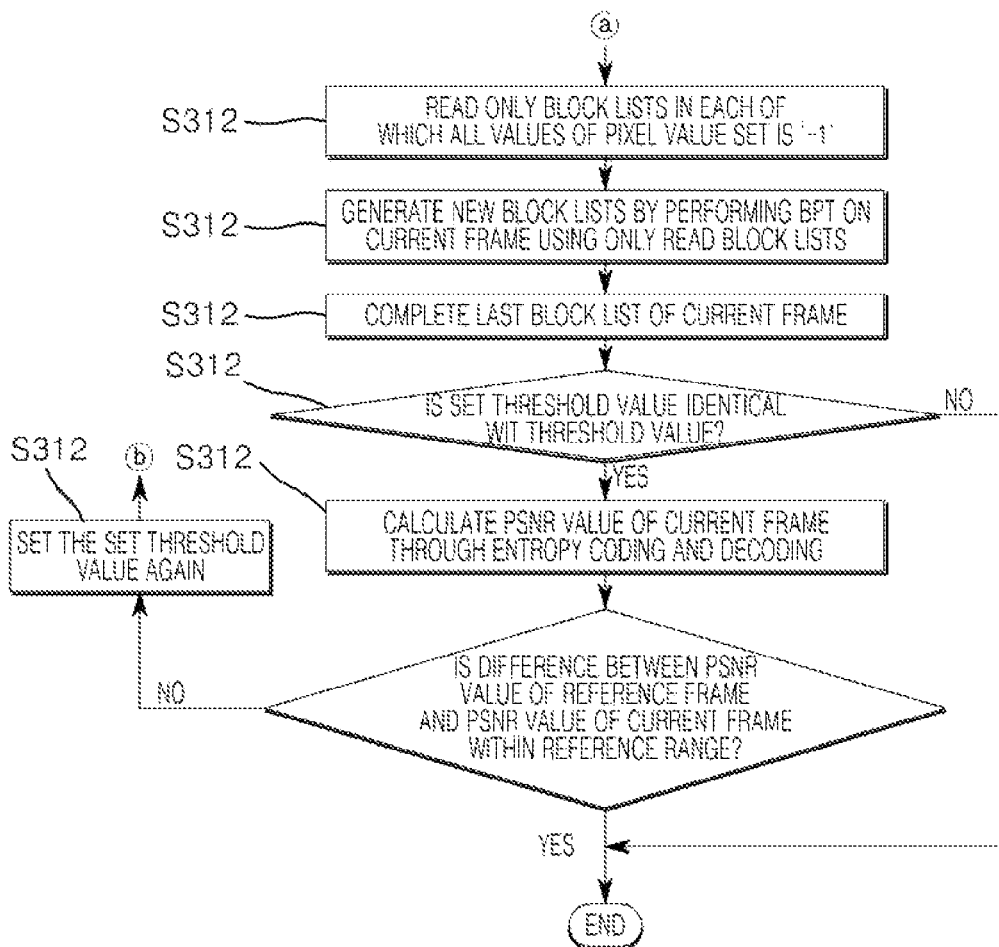 ⓐ
S312
READ ONLY BLOCK LISTS IN EACH OF
WHICH ALL VALUES OF PIXEL VALUE SET IS '-1'
S312
GENERATE NEW BLOCK LISTS BY PERFORMING BPT ON
CURRENT FRAME USING ONLY READ BLOCK LISTS
S312
COMPLETE LAST BLOCK LIST OF CURRENT FRAME
S312
IS SET THRESHOLD VALUE IDENTICAL
WIT THRESHOLD VALUE?
NO
YES
S312
ⓑ
SET THE SET THRESHOLD
VALUE AGAIN
S312
CALCULATE PSNR VALUE OF CURRENT FRAME
THROUGH ENTROPY CODING AND DECODING
IS DIFFERENCE BETWEEN PSNR
VALUE OF REFERENCE FRAME
AND PSNR VALUE OF CURRENT FRAME
WITHIN REFERENCE RANGE?
NO
YES
END